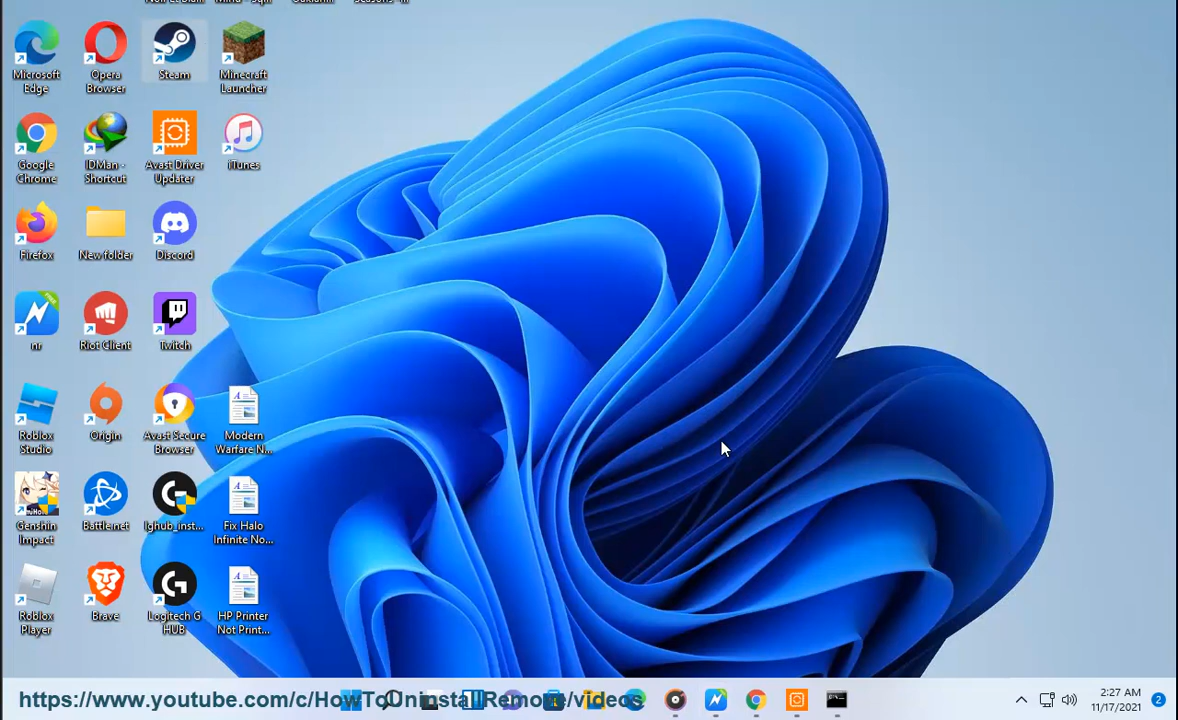 Microsoft Edge
Opera Browser
Steam
Minecraft Launcher
Google Chrome
IDMan - Shortcut
Avast Driver Updater
iTunes
Firefox
New folder
Discord
nr
Riot Client
Twitch
Roblox Studio
Origin
Avast Secure Browser
Modern Warfare N...
Genshin Impact
Battle.net
lghub_inst...
Fix Halo Infinite No...
Roblox Player
Brave
Logitech G HUB
HP Printer Not Print...
https://www.youtube.com/c/HowToUninstallRemove/videos
2:27 AM
11/17/2021
2